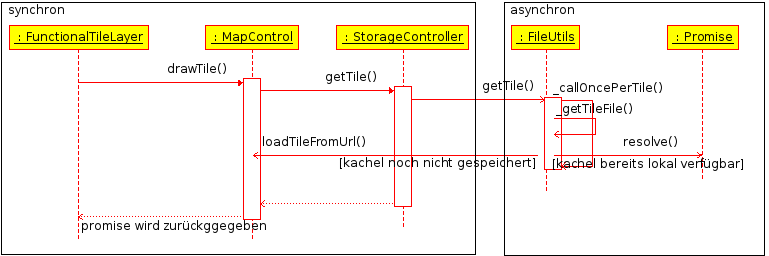 synchron
asynchron
: FunctionalTileLayer
: MapControl
: StorageController
: FileUtils
: Promise
drawTile()
getTile()
getTile()
_callOncePerTile()
_getTileFile()
loadTileFromUrl()
resolve()
[kachel noch nicht gespeichert]
[kachel bereits lokal verfügbar]
promise wird zurückggegeben